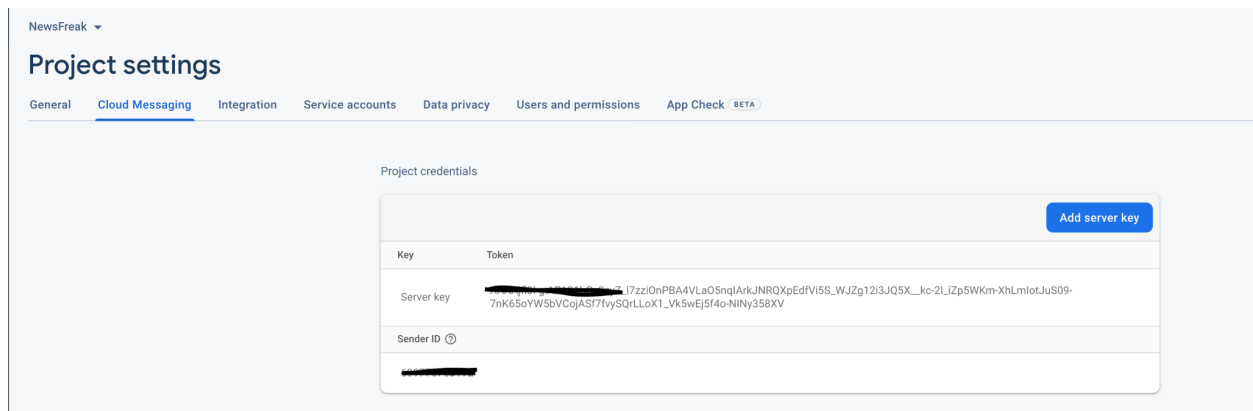 NewsFreak
Project settings
General Cloud Messaging Integration Service accounts Data privacy Users and permissions App Check BETA
Project credentials
Add server key
Key Token
Server key _I7zziOnPBA4VLaO5nqIArkJNRQXpEdfVi5S_WJZg12i3JQ5X__kc-2I_iZp5WKm-XhLmIotJuS09-
7nK65oYW5bVCojASf7fvySQrLLoX1_Vk5wEj5f4o-NINy358XV
Sender ID